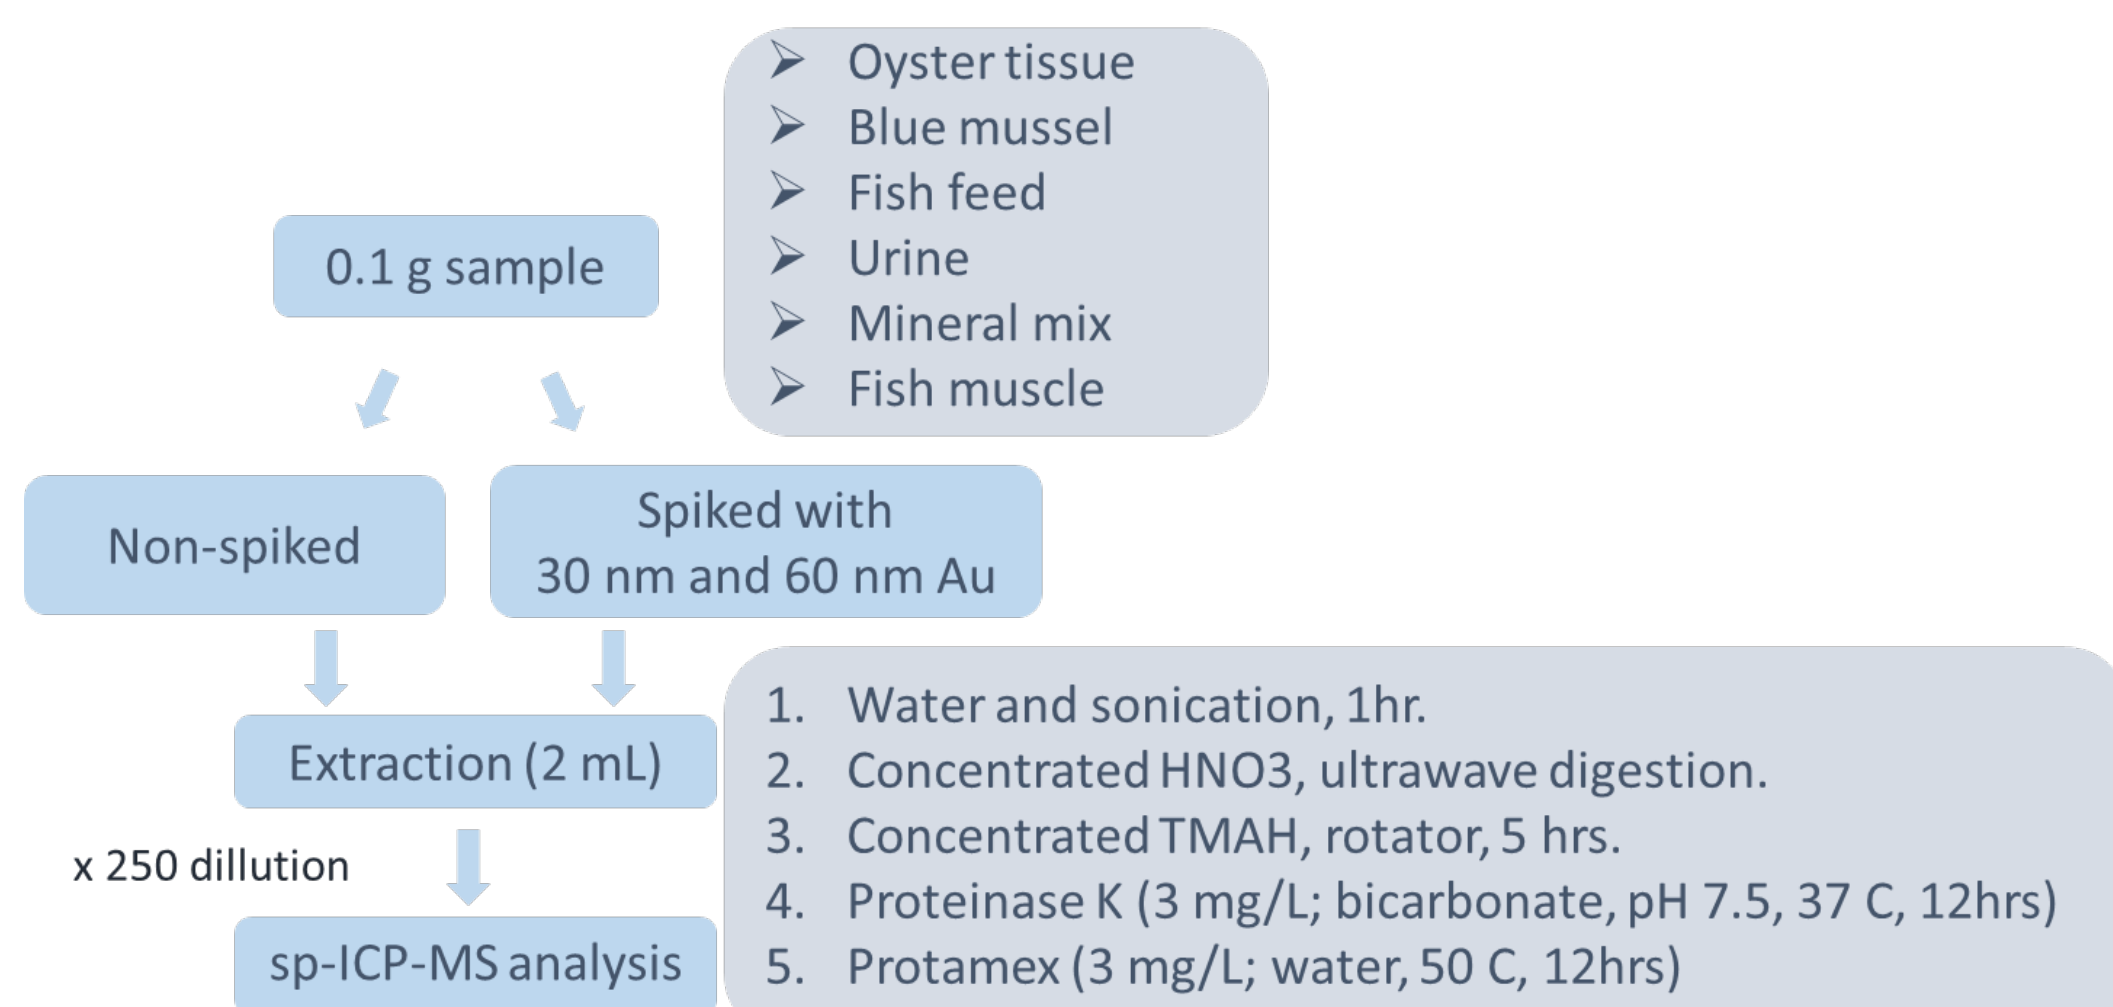 Oyster tissue
Blue mussel
Fish feed
Urine
Mineral mix
Fish muscle
0.1 g sample
Non-spiked
Spiked with
30 nm and 60 nm Au
Extraction (2 mL)
x 250 dillution
sp-ICP-MS analysis
1. Water and sonication, 1hr.
2. Concentrated HNO3, ultrawave digestion.
3. Concentrated TMAH, rotator, 5 hrs.
4. Proteinase K (3 mg/L; bicarbonate, pH 7.5, 37 C, 12hrs)
5. Protamex (3 mg/L; water, 50 C, 12hrs)